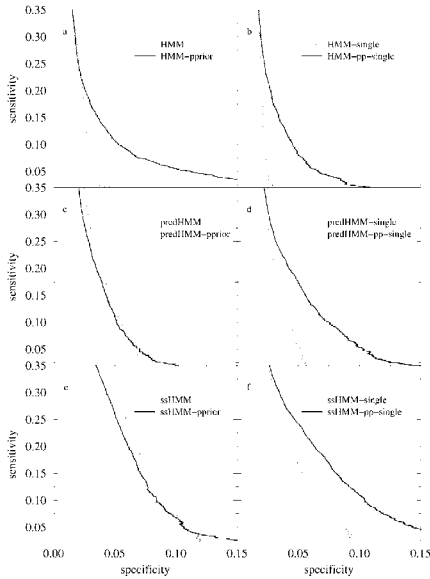 0.35
0.30
0.25
0.20
0.15
0.10
0.05
sensitivity
a
HMM
HMM-pprior
b
HMM-single
HMM-pp-single
0.35
0.30
0.25
0.20
0.15
0.10
0.05
sensitivity
c
predHMM
predHMM-pprior
d
predHMM-single
predHMM-pp-single
0.35
0.30
0.25
0.20
0.15
0.10
0.05
sensitivity
e
ssHMM
ssHMM-pprior
f
ssHMM-single
ssHMM-pp-single
0.00 0.05 0.10 0.15 0.05 0.10 0.15
specificity specificity